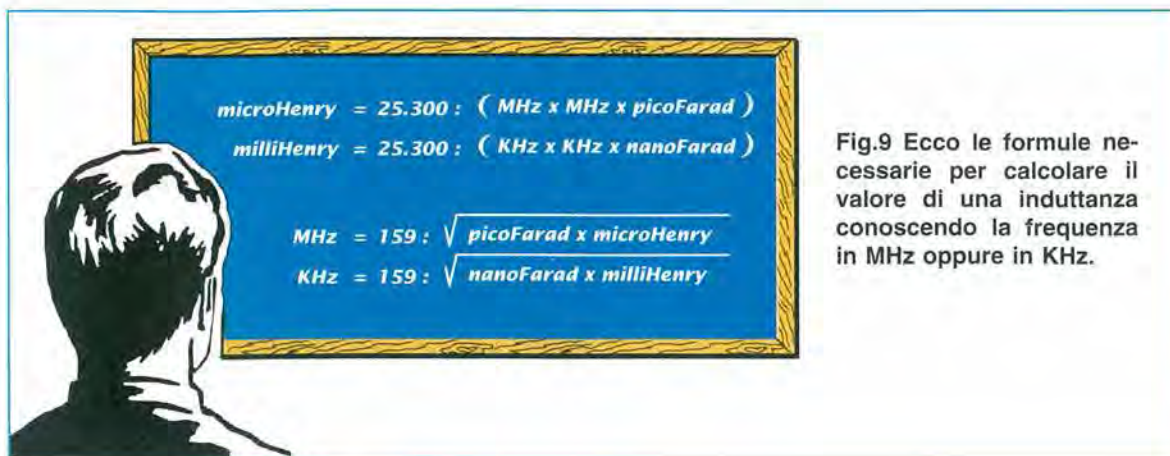 microHenry = 25.300 : ( MHz x MHz x picoFarad )
milliHenry = 25.300 : ( KHz x KHz x nanoFarad )
MHz = 159 : √ picoFarad x microHenry
KHz = 159 : √ nanoFarad x milliHenry
Fig.9 Ecco le formule ne-
cessarie per calcolare il
valore di una induttanza
conoscendo la frequenza
in MHz oppure in KHz.